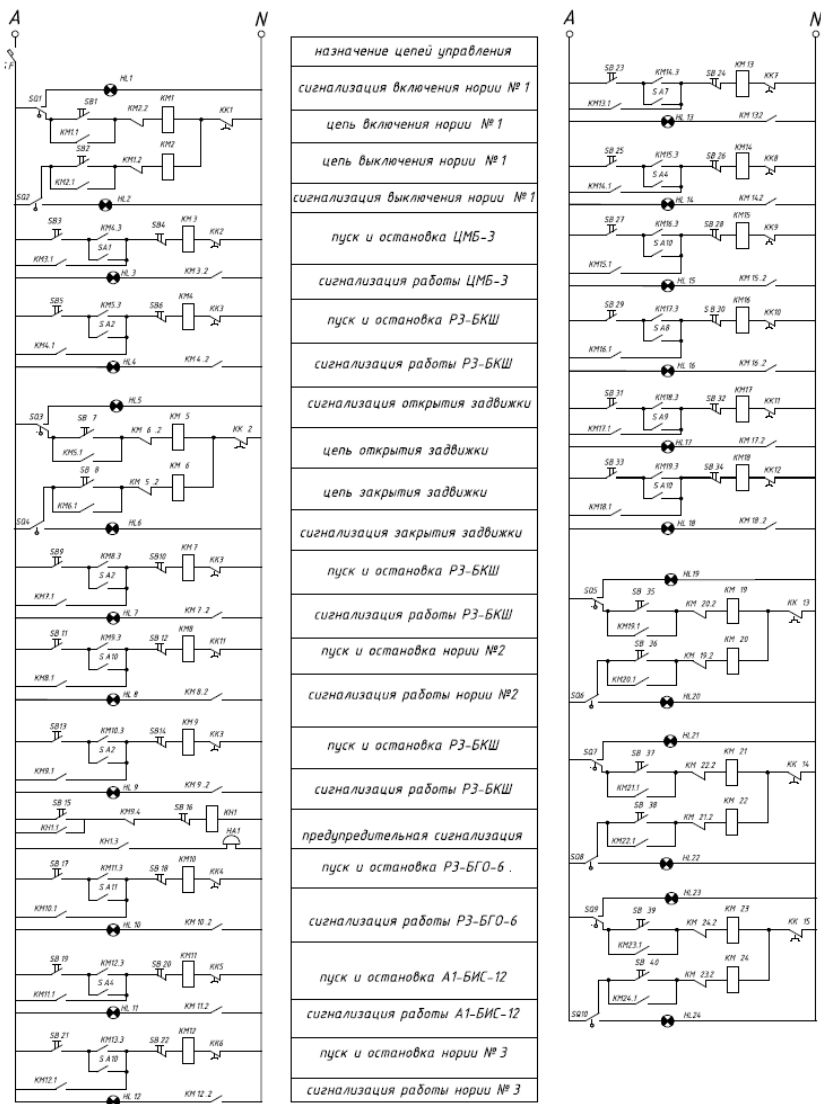 A N
SF
HL1
SQ1 SB1 KM2.2 KM1 KK1
KM1.1
SB2 KM1.2 KM2
KM2.1
SQ2 HL2
SB3 KM4.3 SB4 KM 3 KK2
SA1
KM3.1
HL 3 KM 3.2
SB5 KM5.3 SB6 KM4 KK3
S A2
KM4.1
HL4 KM 4.2
HL5
SQ3 SB 7 KM 6 .2 KM 5 KK 2
KM5.1
SB 8 KM 5 .2 KM 6
KM6.1
SQ4 HL6
SB9 KM8.3 SB10 KM 7 KK3
S A2
KM7.1
HL 7 KM 7 .2
SB 11 KM9.3 SB 12 KM8 KK11
S A10
KM8.1
HL 8 KM 8.2
SB13 KM10.3 SB14 KM 9 KK3
S A2
KM9.1
HL 9 KM 9 .2
SB 15 KM9.4 SB 16 KH1
KH1.1
KH1.3 HA1
SB 17 KM11.3 SB 18 KM10 KK4
S A11
KM10.1
HL 10 KM 10 .2
SB 19 KM12.3 SB 20 KM11 KK5
S A4
KM11.1
HL 11 KM 11.2
SB 21 KM13.3 SB 22 KM12 KK6
S A10
KM12.1
HL 12 KM 12 .2
назначение цепей управления
сигнализация включения нории № 1
цепь включения нории № 1
цепь выключения нории № 1
сигнализация выключения нории № 1
пуск и остановка ЦМБ-3
сигнализация работы ЦМБ-3
пуск и остановка РЗ-БКШ
сигнализация работы РЗ-БКШ
сигнализация открытия задвижки
цепь открытия задвижки
цепь закрытия задвижки
сигнализация закрытия задвижки
пуск и остановка РЗ-БКШ
сигнализация работы РЗ-БКШ
пуск и остановка нории №2
сигнализация работы нории №2
пуск и остановка РЗ-БКШ
сигнализация работы РЗ-БКШ
предупредительная сигнализация
пуск и остановка РЗ-БГО-6 .
сигнализация работы РЗ-БГО-6
пуск и остановка А1-БИС-12
сигнализация работы А1-БИС-12
пуск и остановка нории № 3
сигнализация работы нории № 3
A N
SB 23 KM14.3 SB 24 KM 13 KK7
S A7
KM13.1
HL 13 KM 132
SB 25 KM15.3 SB 26 KM14 KK8
S A4
KM14.1
HL 14 KM 14.2
SB 27 KM16.3 SB 28 KM15 KK9
S A10
KM15.1
HL 15 KM 15 .2
SB 29 KM17.3 SB 30 KM16 KK10
S A8
KM16.1
HL 16 KM 16 .2
SB 31 KM18.3 SB 32 KM17 KK11
S A9
KM17.1
HL17 KM 17.2
SB 33 KM19.3 SB 34 KM18 KK12
S A10
KM18.1
HL 18 KM 18 .2
HL19
SQ5 SB 35 KM 20.2 KM 19 KK 13
KM19.1
SB 36 KM 19.2 KM 20
KM20.1
SQ6 HL20
HL21
SQ7 SB 37 KM 22.2 KM 21 KK 14
KM21.1
SB 38 KM 21.2 KM 22
KM22.1
SQ8 HL22
HL23
SQ9 SB 39 KM 24.2 KM 23 KK 15
KM23.1
SB 40 KM 23.2 KM 24
KM24.1
SQ10 HL24